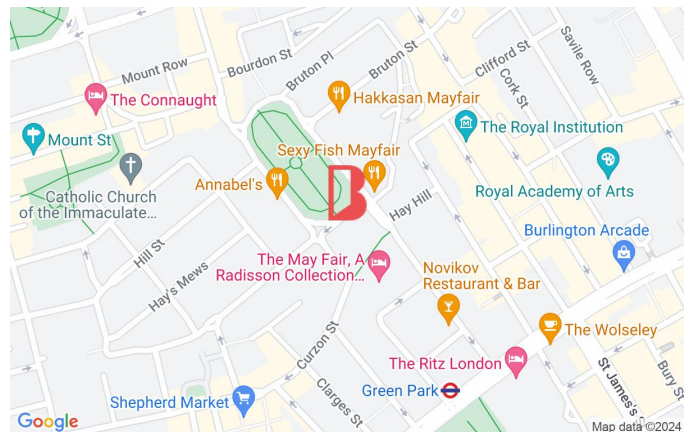 Mount Row
Bourdon St
Bruton Pl
Bruton St
Clifford St
Savile Row
Cork St
The Connaught
Hakkasan Mayfair
The Royal Institution
Mount St
Sexy Fish Mayfair
Catholic Church
of the Immaculate...
Annabel's
Royal Academy of Arts
B
Hay Hill
Burlington Arcade
Hill St
The May Fair, A
Radisson Collection...
Hay's Mews
Novikov
Restaurant & Bar
Curzon St
The Wolseley
The Ritz London
St James's
Bury St
Clarges St
Green Park
Shepherd Market
Google
Map data ©2024